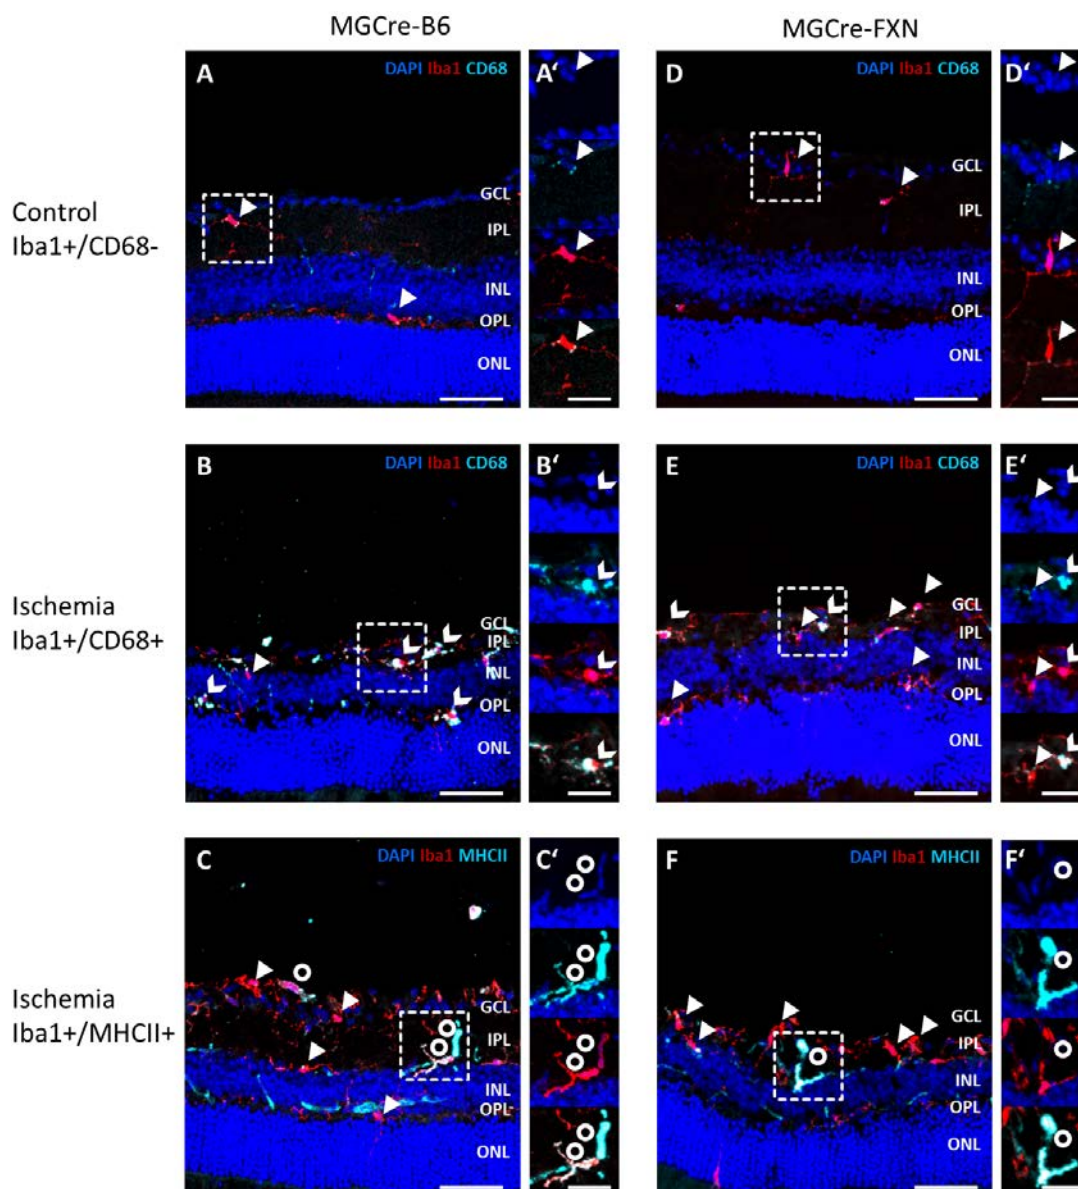 MGCre-B6
MGCre-FXN
Control
Iba1+/CD68-
A
DAPI Iba1 CD68
GCL
IPL
INL
OPL
ONL
A‘
D
DAPI Iba1 CD68
GCL
IPL
INL
OPL
ONL
D‘
Ischemia
Iba1+/CD68+
B
DAPI Iba1 CD68
GCL
IPL
INL
OPL
ONL
B‘
E
DAPI Iba1 CD68
GCL
IPL
INL
OPL
ONL
E‘
Ischemia
Iba1+/MHCII+
C
DAPI Iba1 MHCII
GCL
IPL
INL
OPL
ONL
C‘
F
DAPI Iba1 MHCII
GCL
IPL
INL
OPL
ONL
F‘